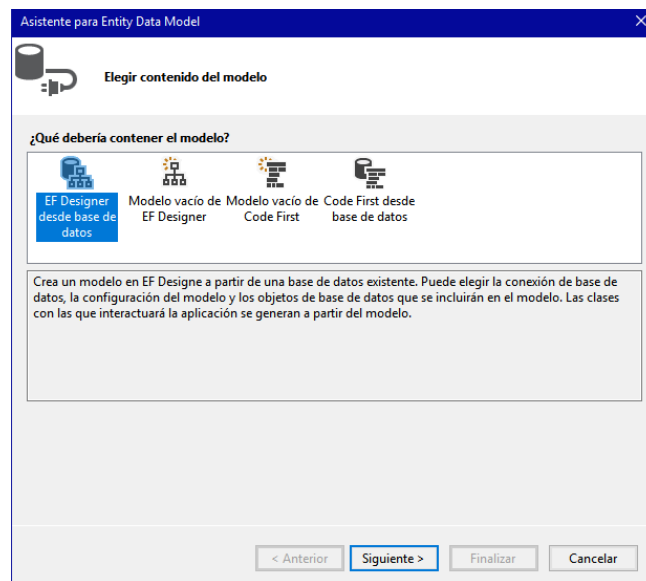 Asistente para Entity Data Model
Elegir contenido del modelo
¿Qué debería contener el modelo?
EF Designer
desde base de
datos
Modelo vacío de
EF Designer
Modelo vacío de
Code First
Code First desde
base de datos
Crea un modelo en EF Designe a partir de una base de datos existente. Puede elegir la conexión de base de
datos, la configuración del modelo y los objetos de base de datos que se incluirán en el modelo. Las clases
con las que interactuará la aplicación se generan a partir del modelo.
< Anterior
Siguiente >
Finalizar
Cancelar